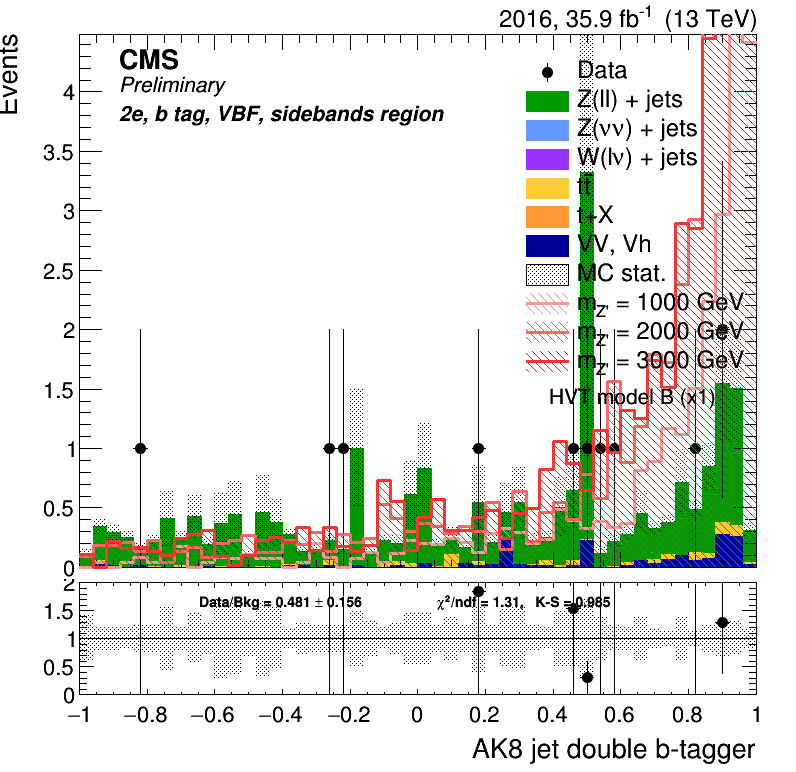 2016, 35.9 fb⁻¹ (13 TeV)
Events
CMS
Preliminary
2e, b tag, VBF, sidebands region
Data
Z(ll) + jets
Z(νν) + jets
W(lν) + jets
tt̅
t+X
VV, Vh
MC stat.
m_Z' = 1000 GeV
m_Z' = 2000 GeV
m_Z' = 3000 GeV
HVT model B (x1)
4
3.5
3
2.5
2
1.5
1
0.5
0
Data/Bkg = 0.481 ± 0.156 χ²/ndf = 1.31, K-S = 0.985
2
1.5
1
0.5
0
−1 −0.8 −0.6 −0.4 −0.2 0 0.2 0.4 0.6 0.8 1
AK8 jet double b-tagger